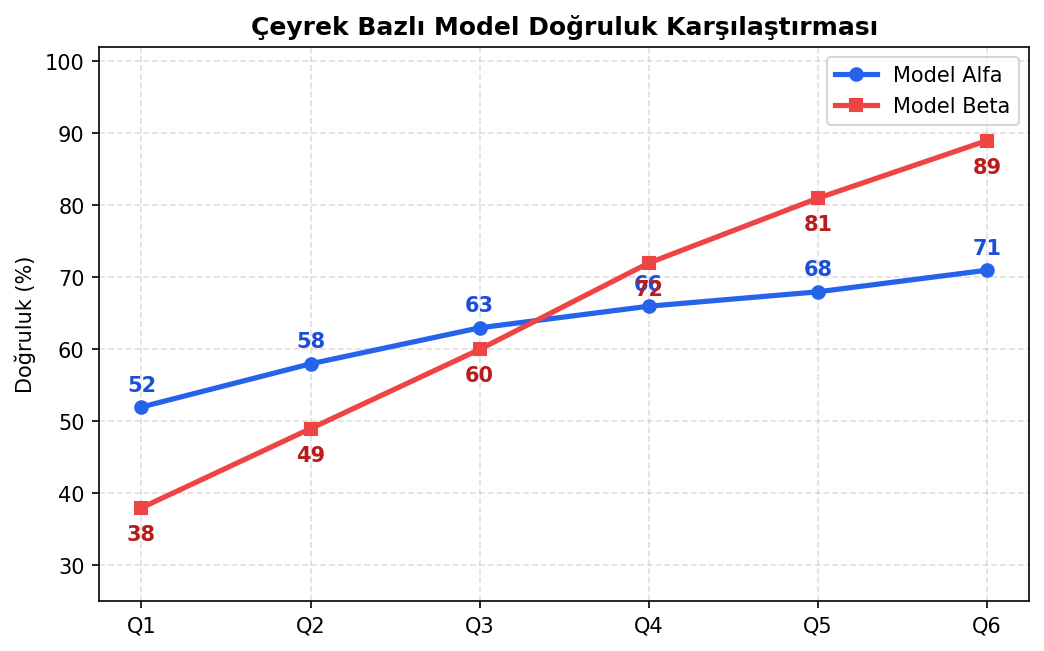 Çeyrek Bazlı Model Doğruluk Karşılaştırması
Model Alfa
Model Beta
Doğruluk (%)
100
90
80
70
60
50
40
30
52
58
63
66
68
71
38
49
60
72
81
89
Q1
Q2
Q3
Q4
Q5
Q6